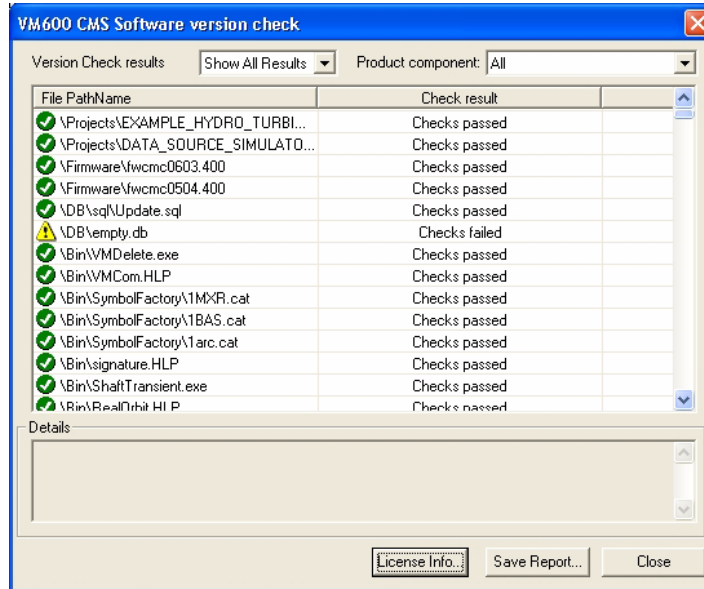 VM600 CMS Software version check
Version Check results Show All Results Product component: All
File PathName Check result
\Projects\EXAMPLE_HYDRO_TURBI... Checks passed
\Projects\DATA_SOURCE_SIMULATO... Checks passed
\Firmware\fwcmc0603.400 Checks passed
\Firmware\fwcmc0504.400 Checks passed
\DB\sql\Update.sql Checks passed
\DB\empty.db Checks failed
\Bin\VMDelete.exe Checks passed
\Bin\VMCom.HLP Checks passed
\Bin\SymbolFactory\1MXR.cat Checks passed
\Bin\SymbolFactory\1BAS.cat Checks passed
\Bin\SymbolFactory\1arc.cat Checks passed
\Bin\signature.HLP Checks passed
\Bin\ShaftTransient.exe Checks passed
\Bin\RealOrbit.HLP Checks passed
Details
License Info... Save Report... Close